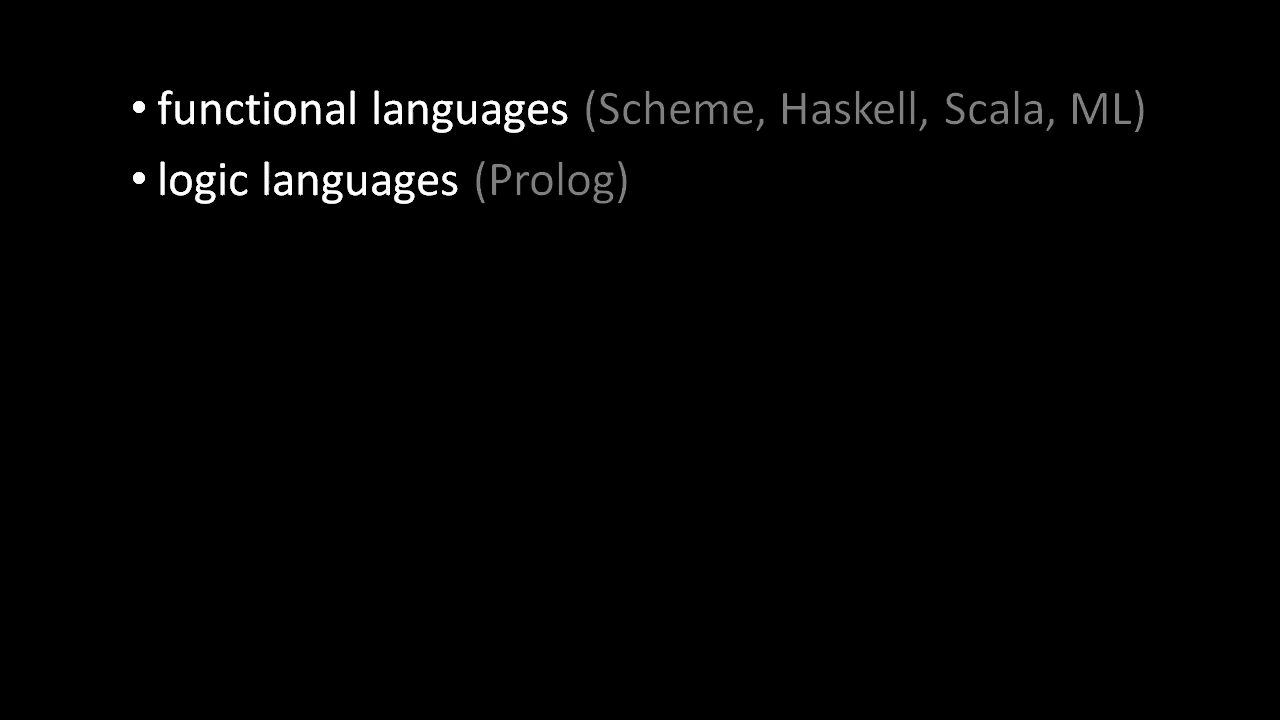 • functional languages (Scheme, Haskell, Scala, ML)
• logic languages (Prolog)